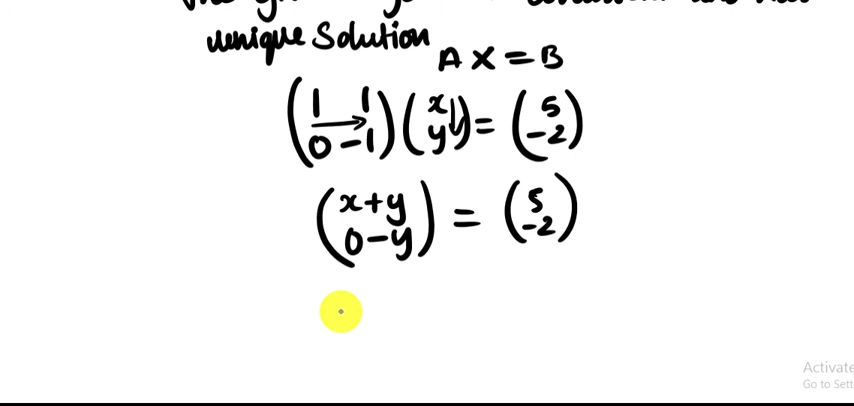 unique Solution
AX = B
(1 1) (x) = (5)
(0 -1) (y) (-2)
(x+y) = (5)
(0-y) (-2)
Activate
Go to Sett